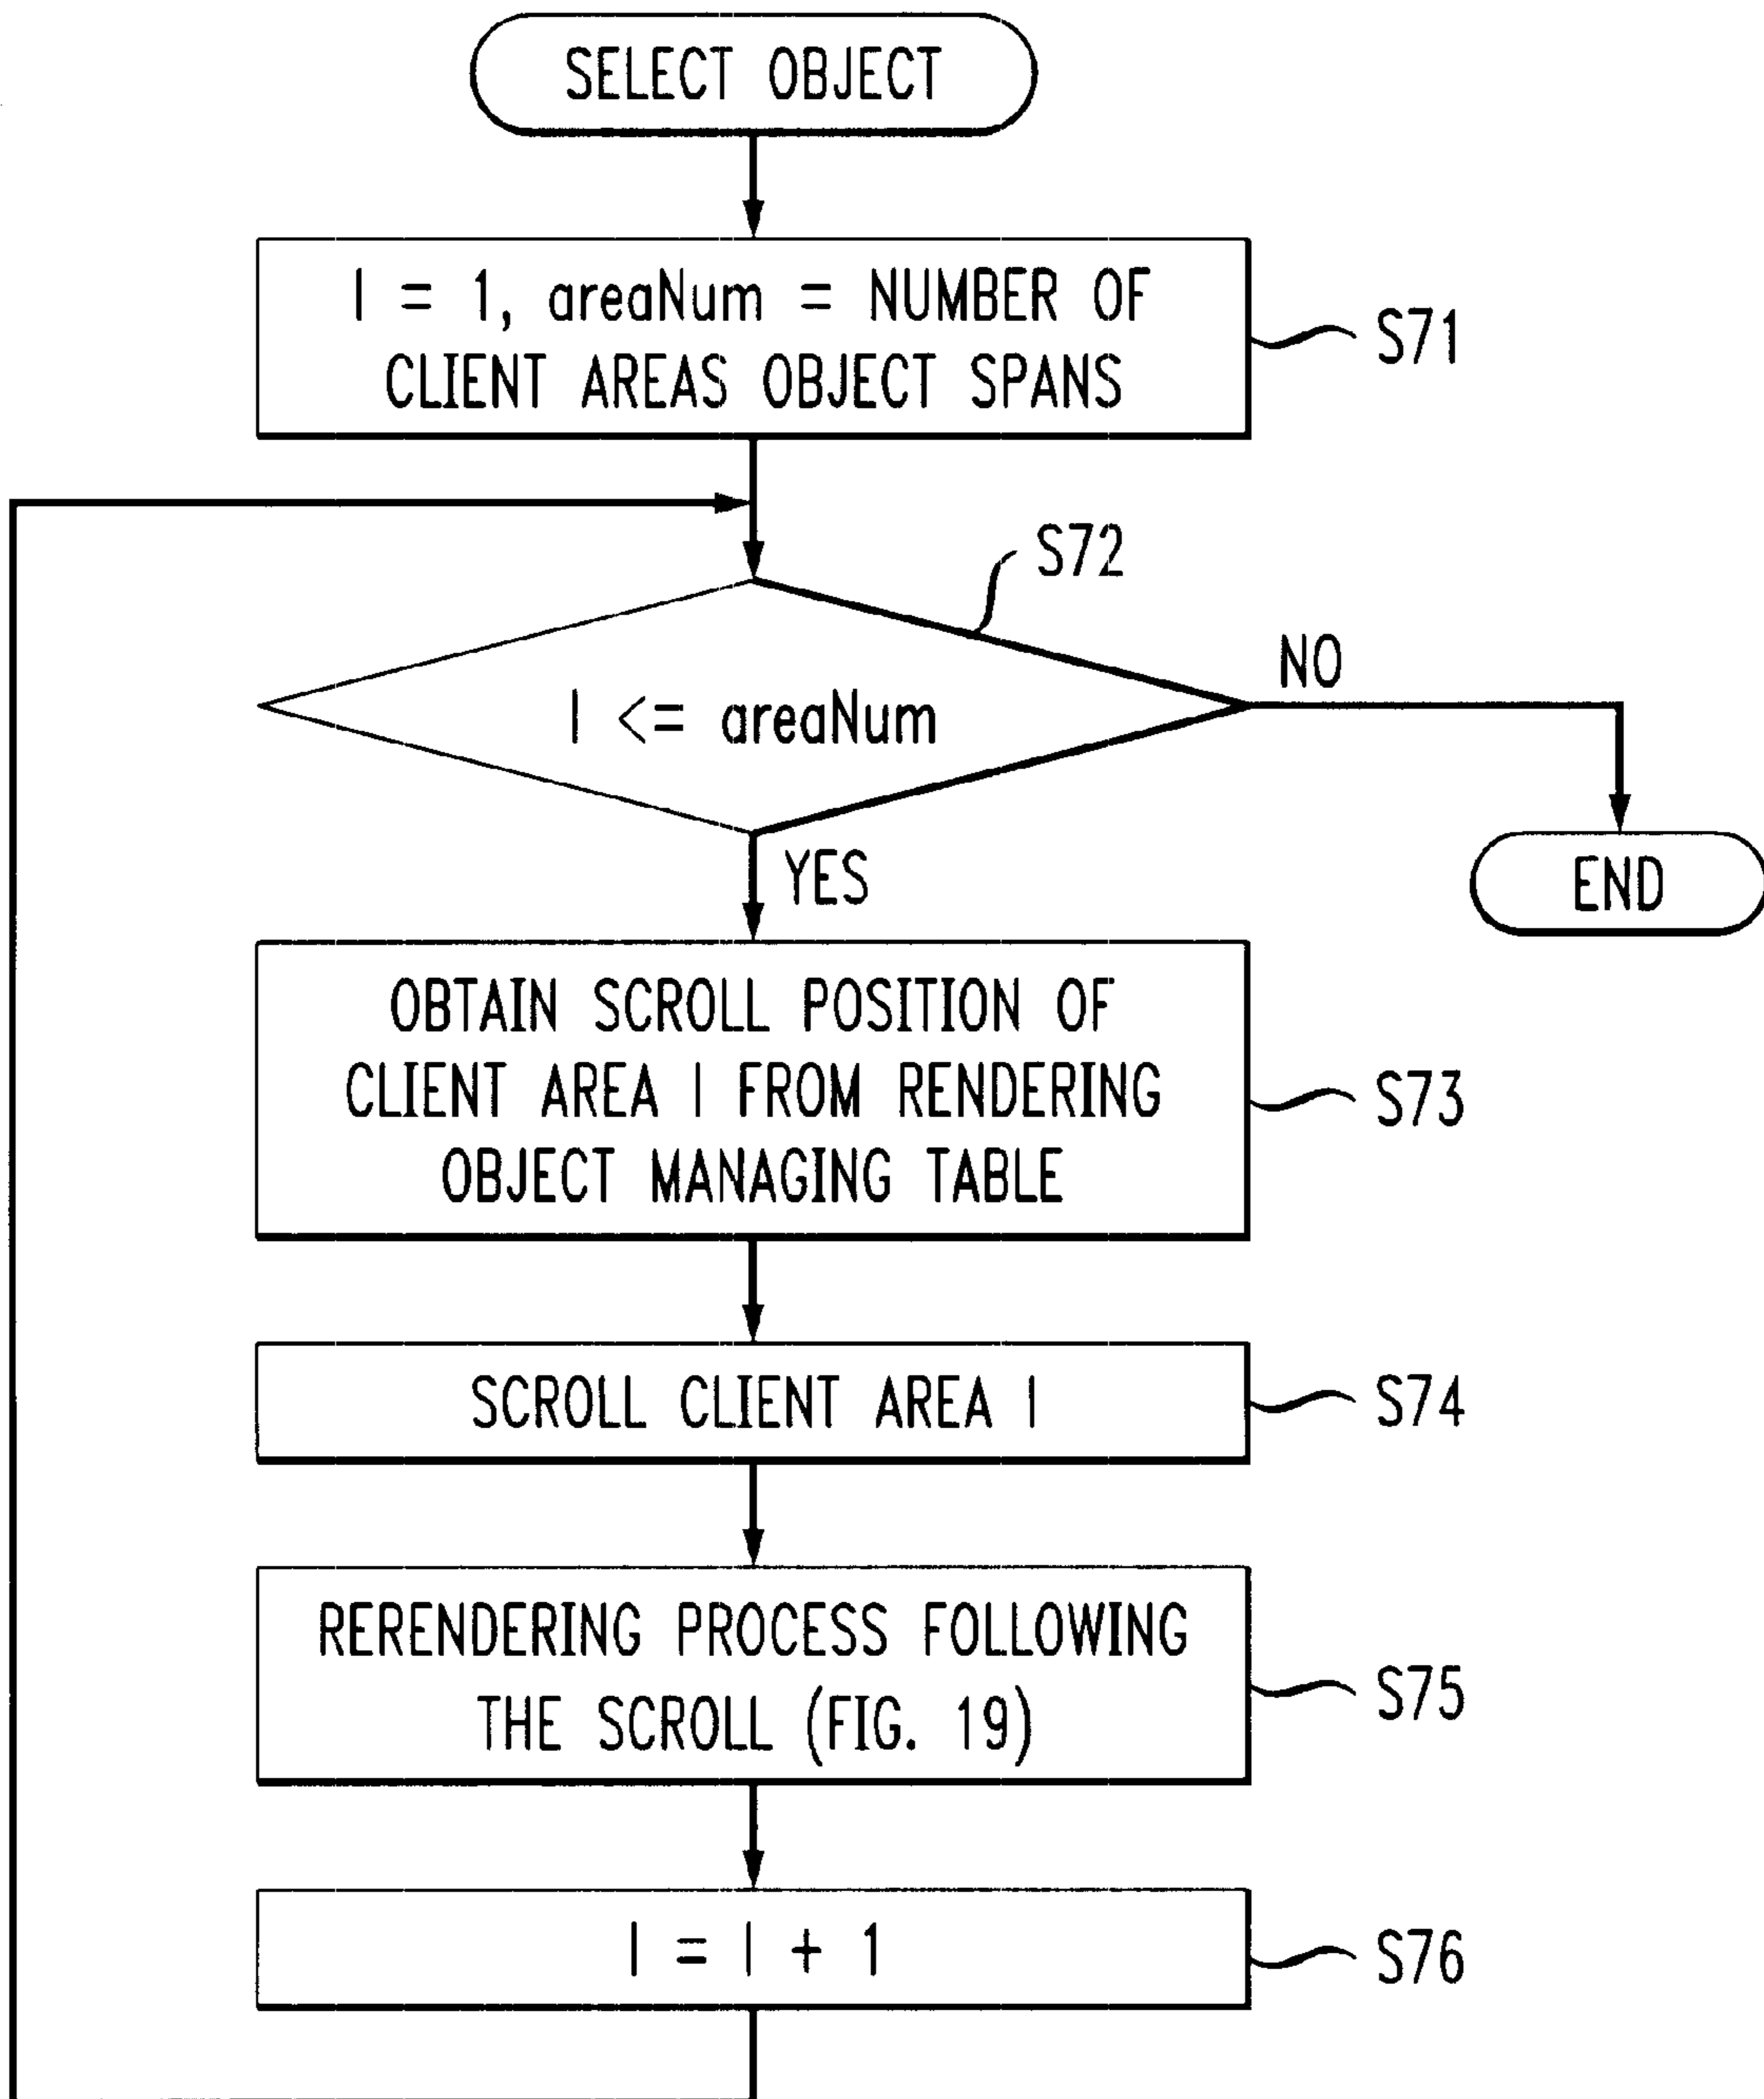 SELECT OBJECT
I = 1, areaNum = NUMBER OF
CLIENT AREAS OBJECT SPANS
S71
S72
I <= areaNum
NO
YES
END
OBTAIN SCROLL POSITION OF
CLIENT AREA I FROM RENDERING
OBJECT MANAGING TABLE
S73
SCROLL CLIENT AREA I
S74
RERENDERING PROCESS FOLLOWING
THE SCROLL (FIG. 19)
S75
I = I + 1
S76